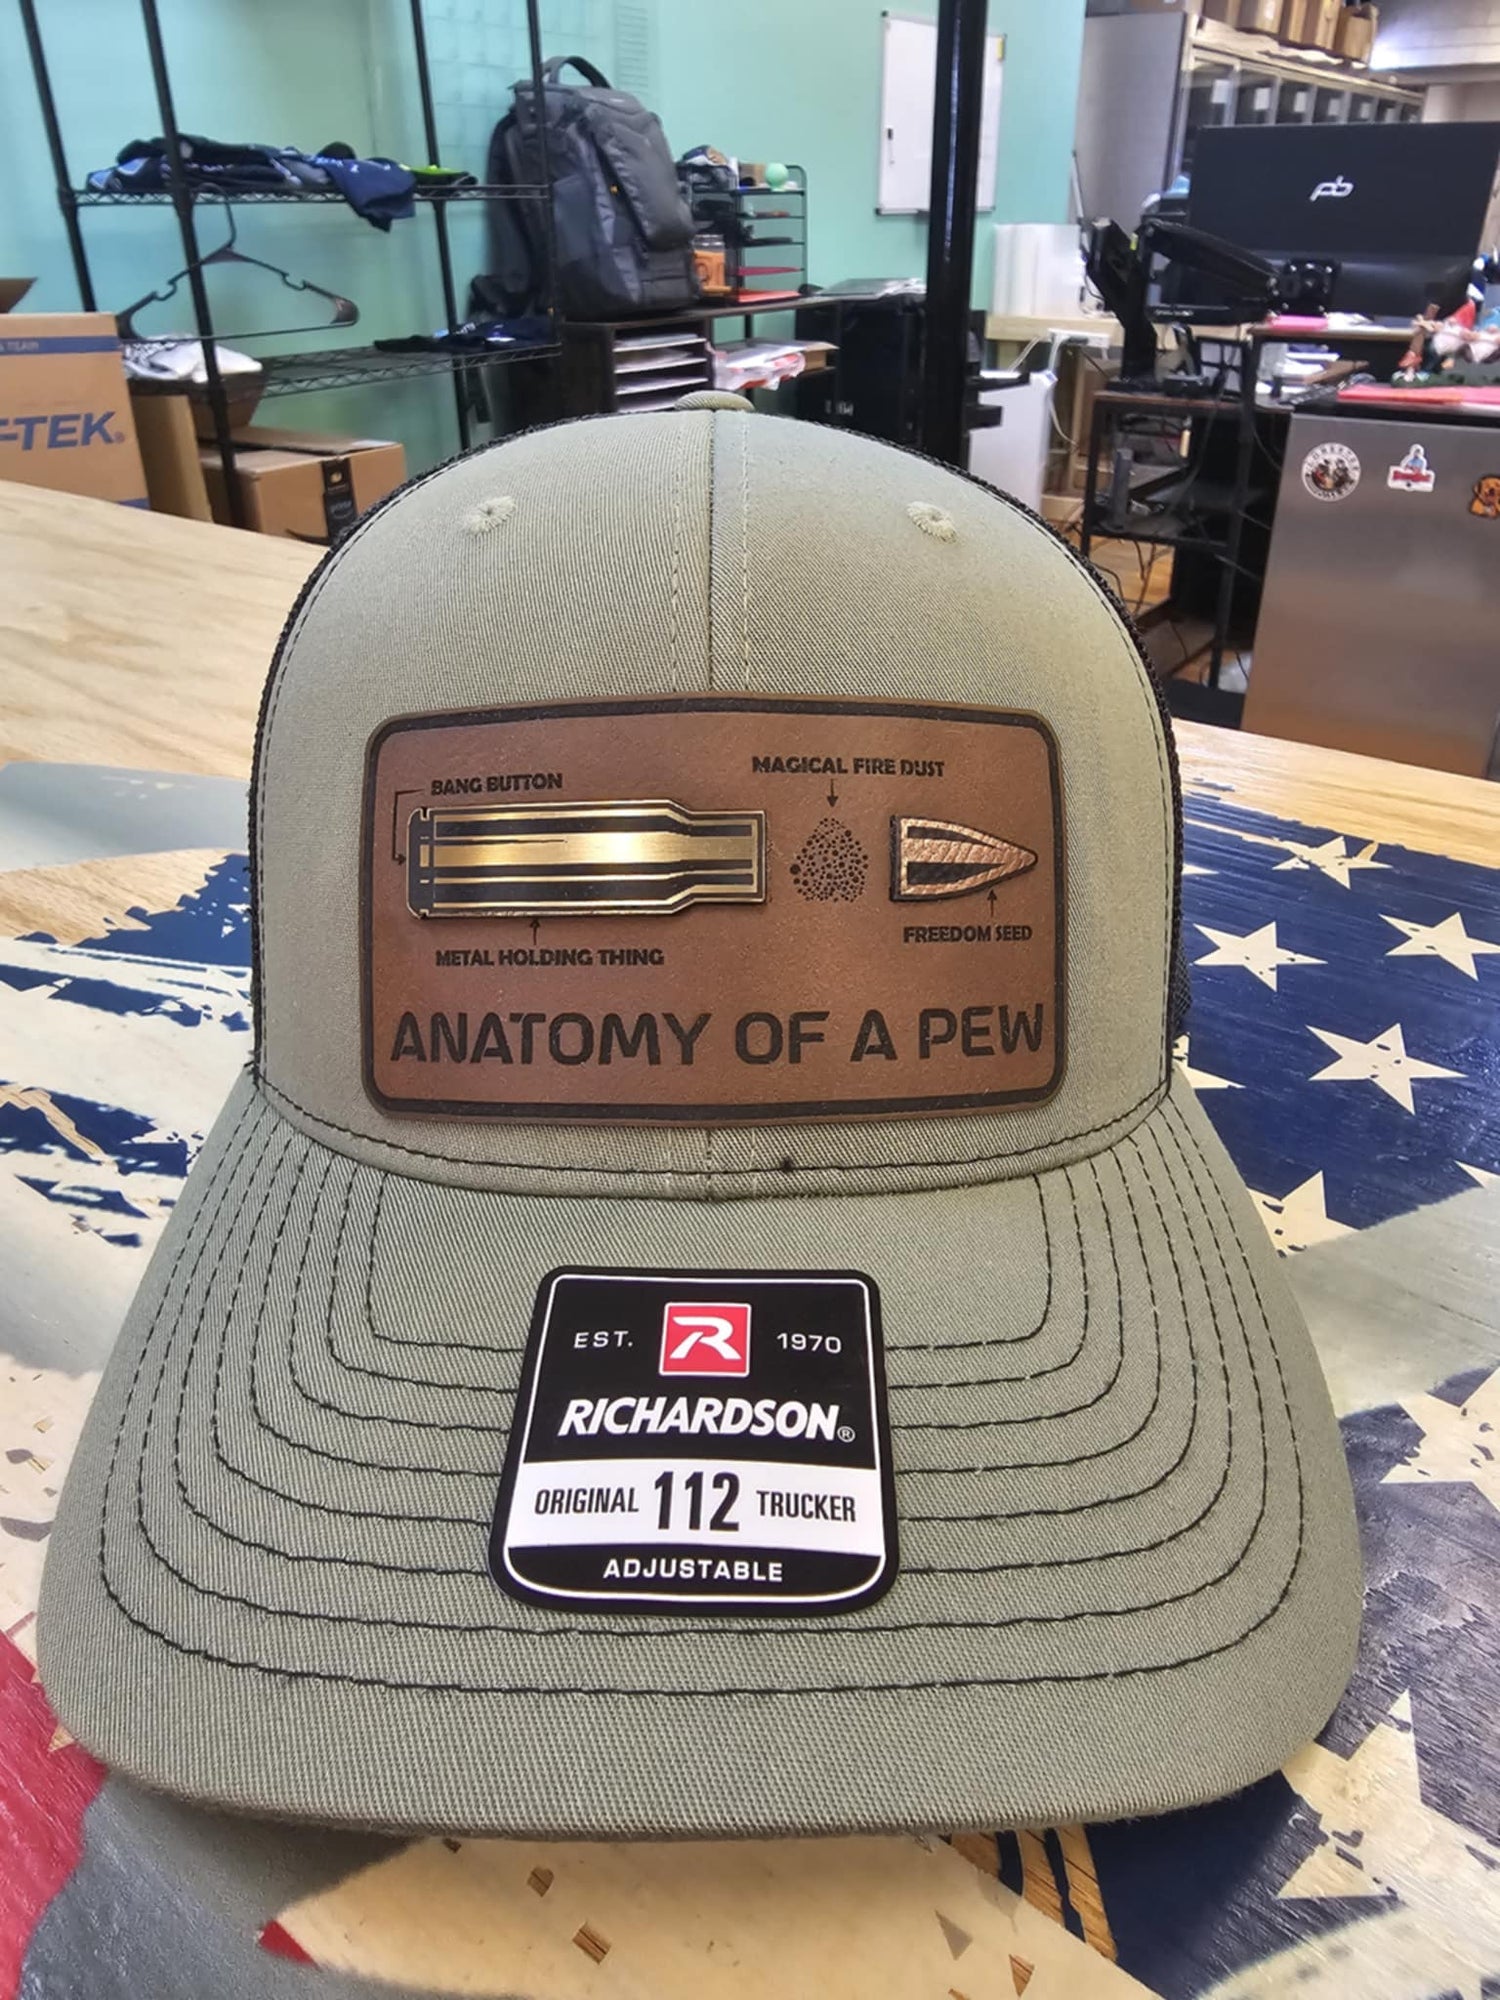 -TEK®
BANG BUTTON
MAGICAL FIRE DUST
METAL HOLDING THING
FREEDOM SEED
ANATOMY OF A PEW
EST. R 1970
RICHARDSON®
ORIGINAL 112 TRUCKER
ADJUSTABLE